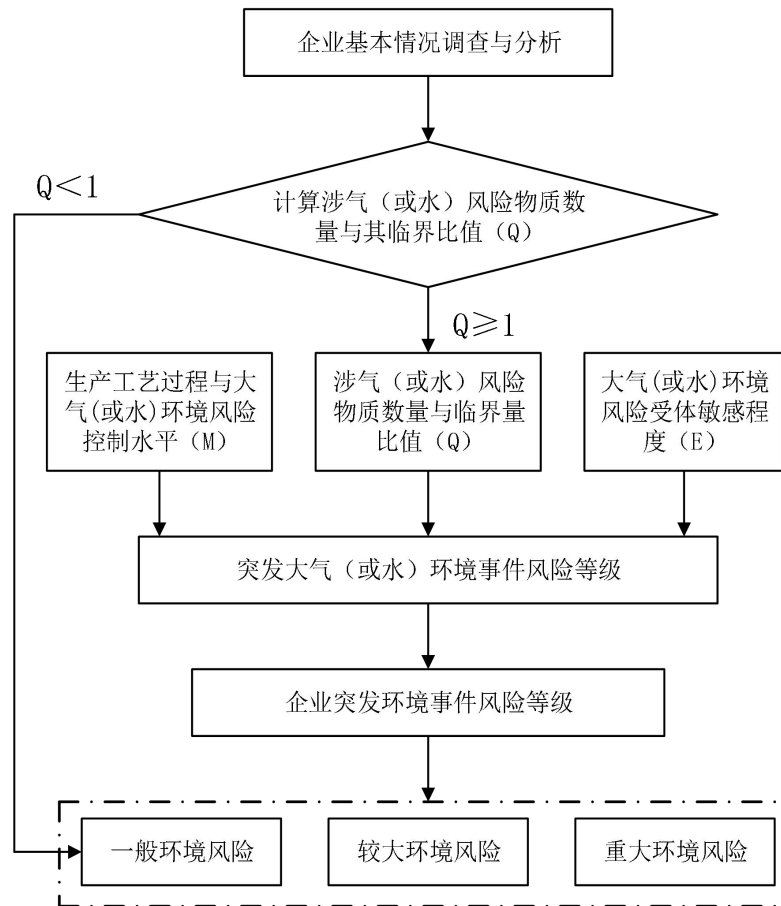 企业基本情况调查与分析
Q＜1
计算涉气（或水）风险物质数
量与其临界比值（Q）
Q≥1
生产工艺过程与大
气(或水)环境风险
控制水平（M）
涉气（或水）风险
物质数量与临界量
比值（Q）
大气(或水)环境
风险受体敏感程
度（E）
突发大气（或水）环境事件风险等级
企业突发环境事件风险等级
一般环境风险
较大环境风险
重大环境风险